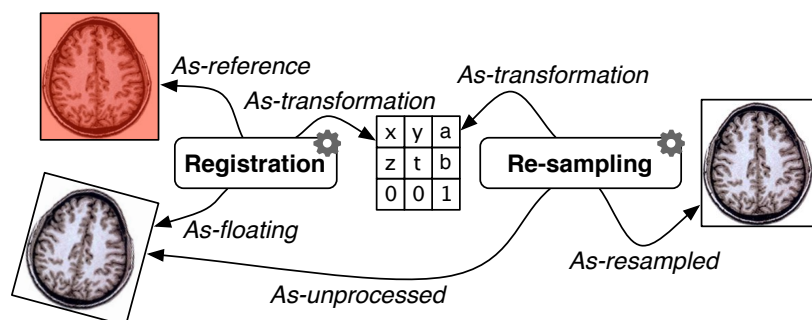 As-reference
As-transformation
As-transformation
x y a
Registration
z t b
Re-sampling
0 0 1
As-floating
As-resampled
As-unprocessed